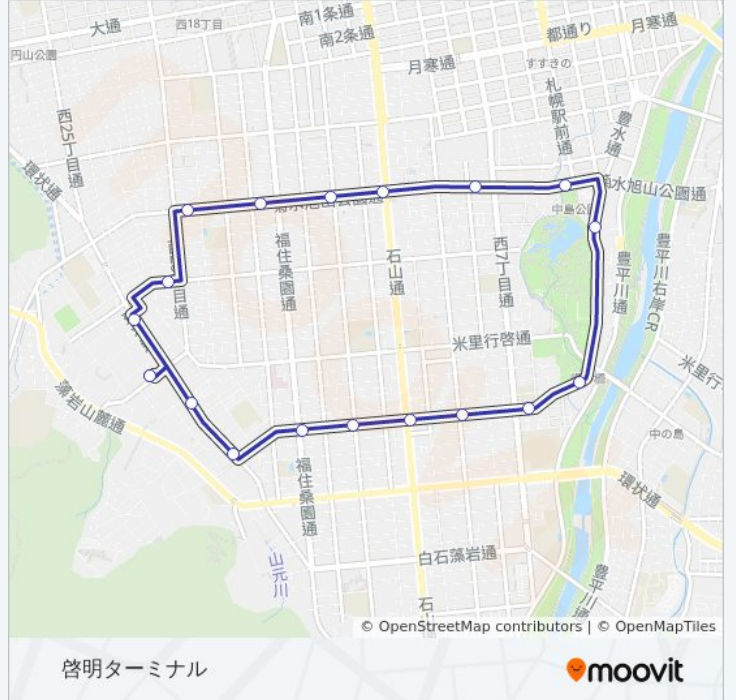 南1条通
大通
西18丁目
都通り
月寒通
南2条通
円山公園
月寒通
すすきの
札幌駅前通
西25丁目通
豊水通
環状通
水旭山公園通
中島公
福住桑園通
石山通
西7丁目通
豊平川通
豊平川右岸CR
目通
米里行啓通
米里行
藻岩山麓通
中の島
福住桑園通
環状通
白石藻岩通
山元川
豊平川
石
© OpenStreetMap contributors | © OpenMapTiles
啓明ターミナル
moovit